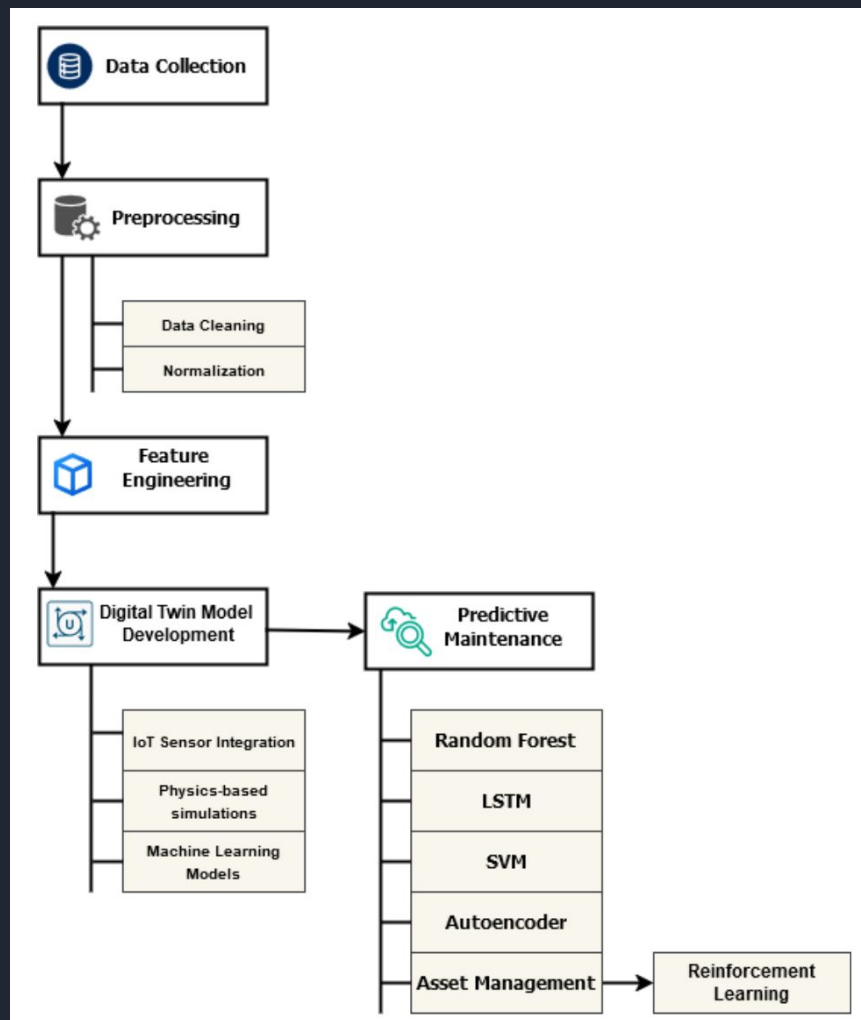 Data Collection
Preprocessing
Data Cleaning
Normalization
Feature
Engineering
U
Digital Twin Model
Development
Predictive
Maintenance
IoT Sensor Integration
Physics-based
simulations
Machine Learning
Models
Random Forest
LSTM
SVM
Autoencoder
Asset Management
Reinforcement
Learning